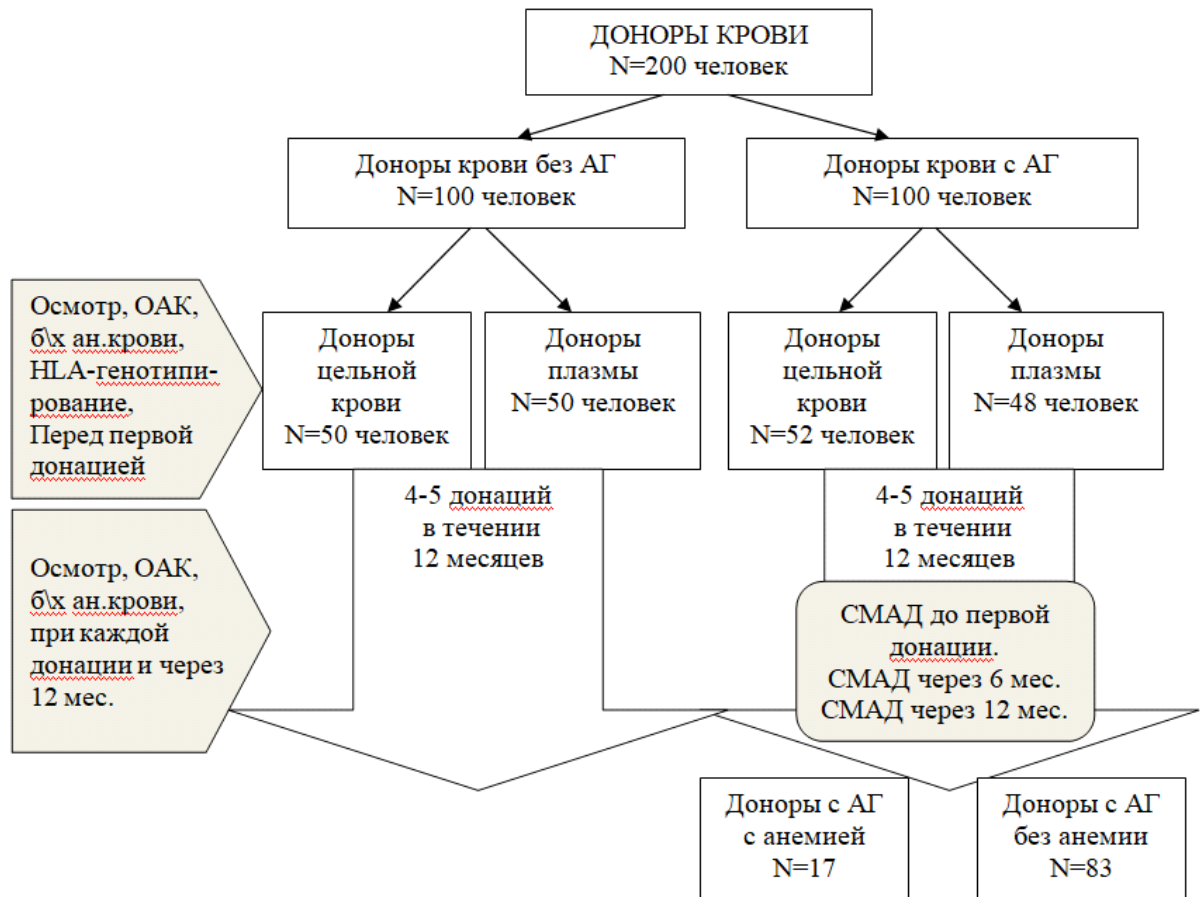 ДОНОРЫ КРОВИ
N=200 человек
Доноры крови без АГ
N=100 человек
Доноры крови с АГ
N=100 человек
Осмотр, ОАК,
б\х ан.крови,
HLA-генотипи-
рование,
Перед первой
донацией
Доноры
цельной
крови
N=50 человек
Доноры
плазмы
N=50 человек
Доноры
цельной
крови
N=52 человек
Доноры
плазмы
N=48 человек
4-5 донаций
в течении
12 месяцев
4-5 донаций
в течении
12 месяцев
Осмотр, ОАК,
б\х ан.крови,
при каждой
донации и через
12 мес.
СМАД до первой
донации.
СМАД через 6 мес.
СМАД через 12 мес.
Доноры с АГ
с анемией
N=17
Доноры с АГ
без анемии
N=83